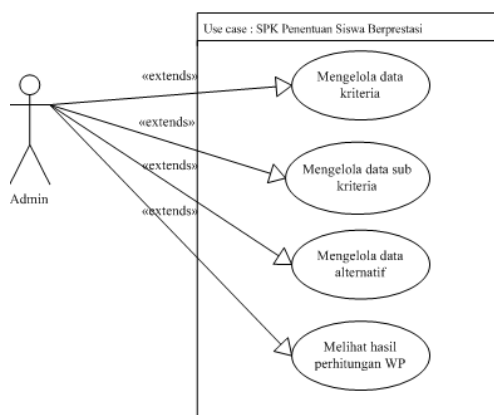 Use case : SPK Penentuan Siswa Berprestasi
«extends»
Mengelola data
kriteria
«extends»
«extends»
Mengelola data sub
kriteria
Admin
«extends»
Mengelola data
alternatif
Melihat hasil
perhitungan WP